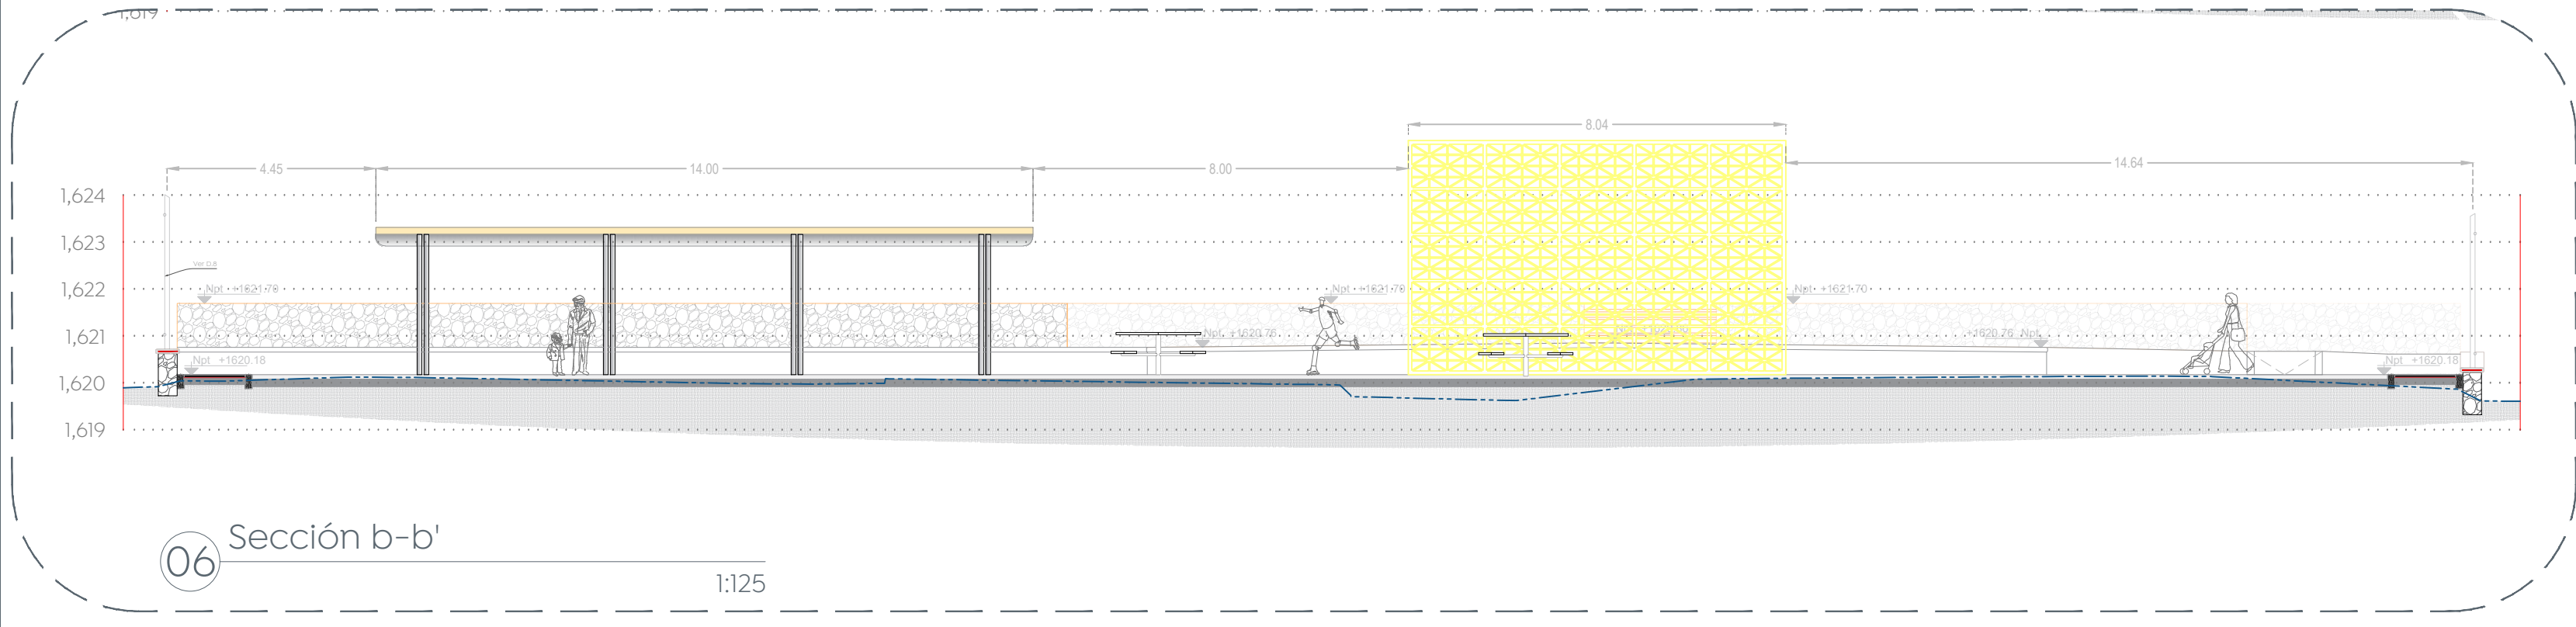 1,619
8.04
4.45
14.00
8.00
14.64
1,624
1,623
Ver D.8
1,622
Npt +1621.70
Npt +1621.70
Npt +1621.70
1,621
Npt +1620.76
+1620.76 Npt
Npt +1620.18
Npt +1620.18
1,620
1,619
06
Sección b-b'
1:125